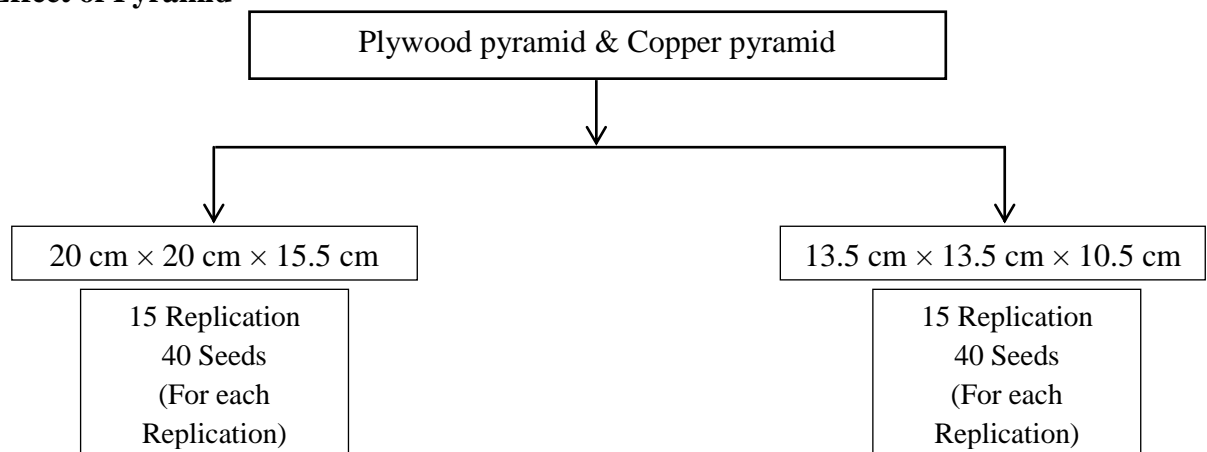 of Pyramid
Plywood pyramid & Copper pyramid
20 cm × 20 cm × 15.5 cm
13.5 cm × 13.5 cm × 10.5 cm
15 Replication
40 Seeds
(For each
Replication)
15 Replication
40 Seeds
(For each
Replication)